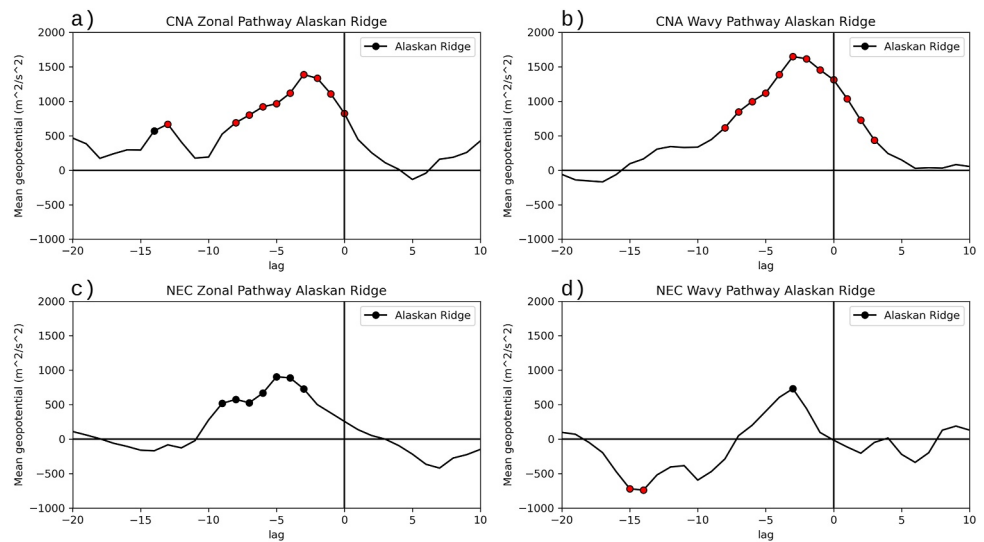 a)
CNA Zonal Pathway Alaskan Ridge
Alaskan Ridge
Mean geopotential (m^2/s^2)
2000
1500
1000
500
0
−500
−1000
−20 −15 −10 −5 0 5 10
lag
b)
CNA Wavy Pathway Alaskan Ridge
Alaskan Ridge
Mean geopotential (m^2/s^2)
2000
1500
1000
500
0
−500
−1000
−20 −15 −10 −5 0 5 10
lag
c)
NEC Zonal Pathway Alaskan Ridge
Alaskan Ridge
Mean geopotential (m^2/s^2)
2000
1500
1000
500
0
−500
−1000
−20 −15 −10 −5 0 5 10
lag
d)
NEC Wavy Pathway Alaskan Ridge
Alaskan Ridge
Mean geopotential (m^2/s^2)
2000
1500
1000
500
0
−500
−1000
−20 −15 −10 −5 0 5 10
lag